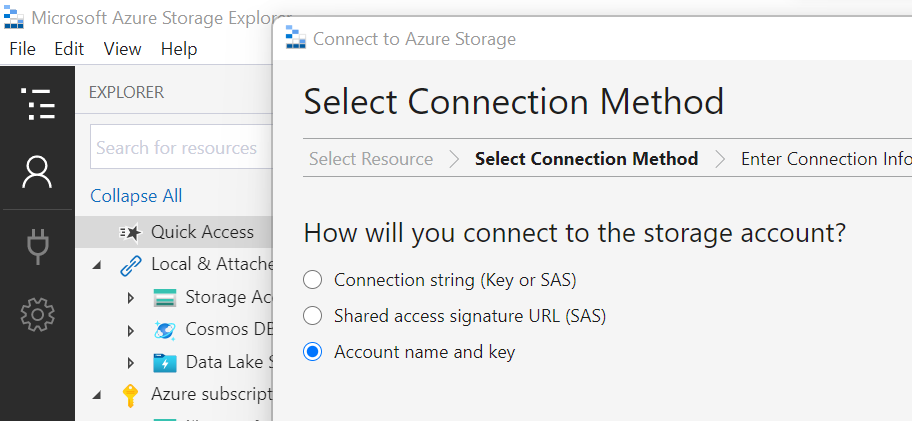 Microsoft Azure Storage Explorer
File Edit View Help
EXPLORER
Search for resources
Collapse All
Quick Access
Local & Attache
Storage Ac
Cosmos DB
Data Lake S
Azure subscript
Connect to Azure Storage
Select Connection Method
Select Resource Select Connection Method Enter Connection Info
How will you connect to the storage account?
Connection string (Key or SAS)
Shared access signature URL (SAS)
Account name and key